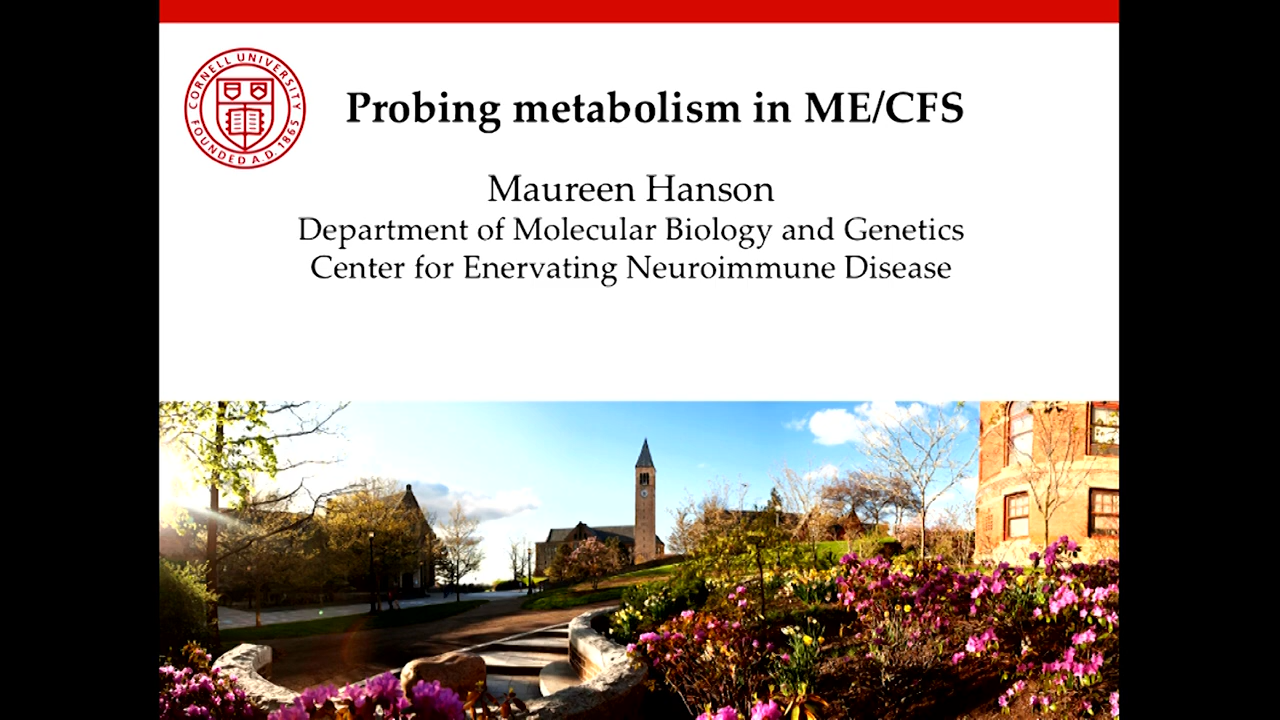 CORNELL UNIVERSITY
FOUNDED A.D. 1865
Probing metabolism in ME/CFS
Maureen Hanson
Department of Molecular Biology and Genetics
Center for Enervating Neuroimmune Disease